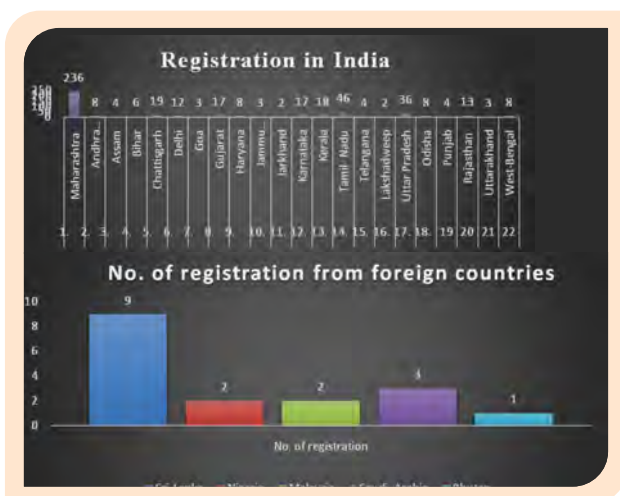 Registration in India
236 8 4 6 19 12 3 17 8 3 2 17 18 46 4 2 36 8 4 13 3 8
Maharashtra Andhra... Assam Bihar Chattisgarh Delhi Goa Gujarat Haryana Jammu... Jarkhand Karnataka Kerala Tamil Nadu Telangana Lakshadweep Uttar Pradesh Odisha Punjab Rajasthan Uttarakhand West-Bengal
1. 2. 3. 4. 5. 6. 7. 8. 9. 10. 11. 12. 13. 14. 15. 16. 17. 18. 19 20 21 22
No. of registration from foreign countries
10
8
6
4
2
0
9 2 2 3 1
No. of registration